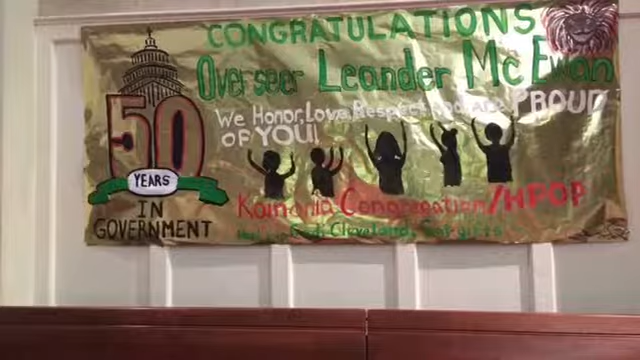 CONGRATULATIONS
Overseer Leander McEwan
We Honor, Love, Respect and are PROUD
OF YOU!
50
YEARS
IN
GOVERNMENT
Congregation/HPOP
Cleveland,